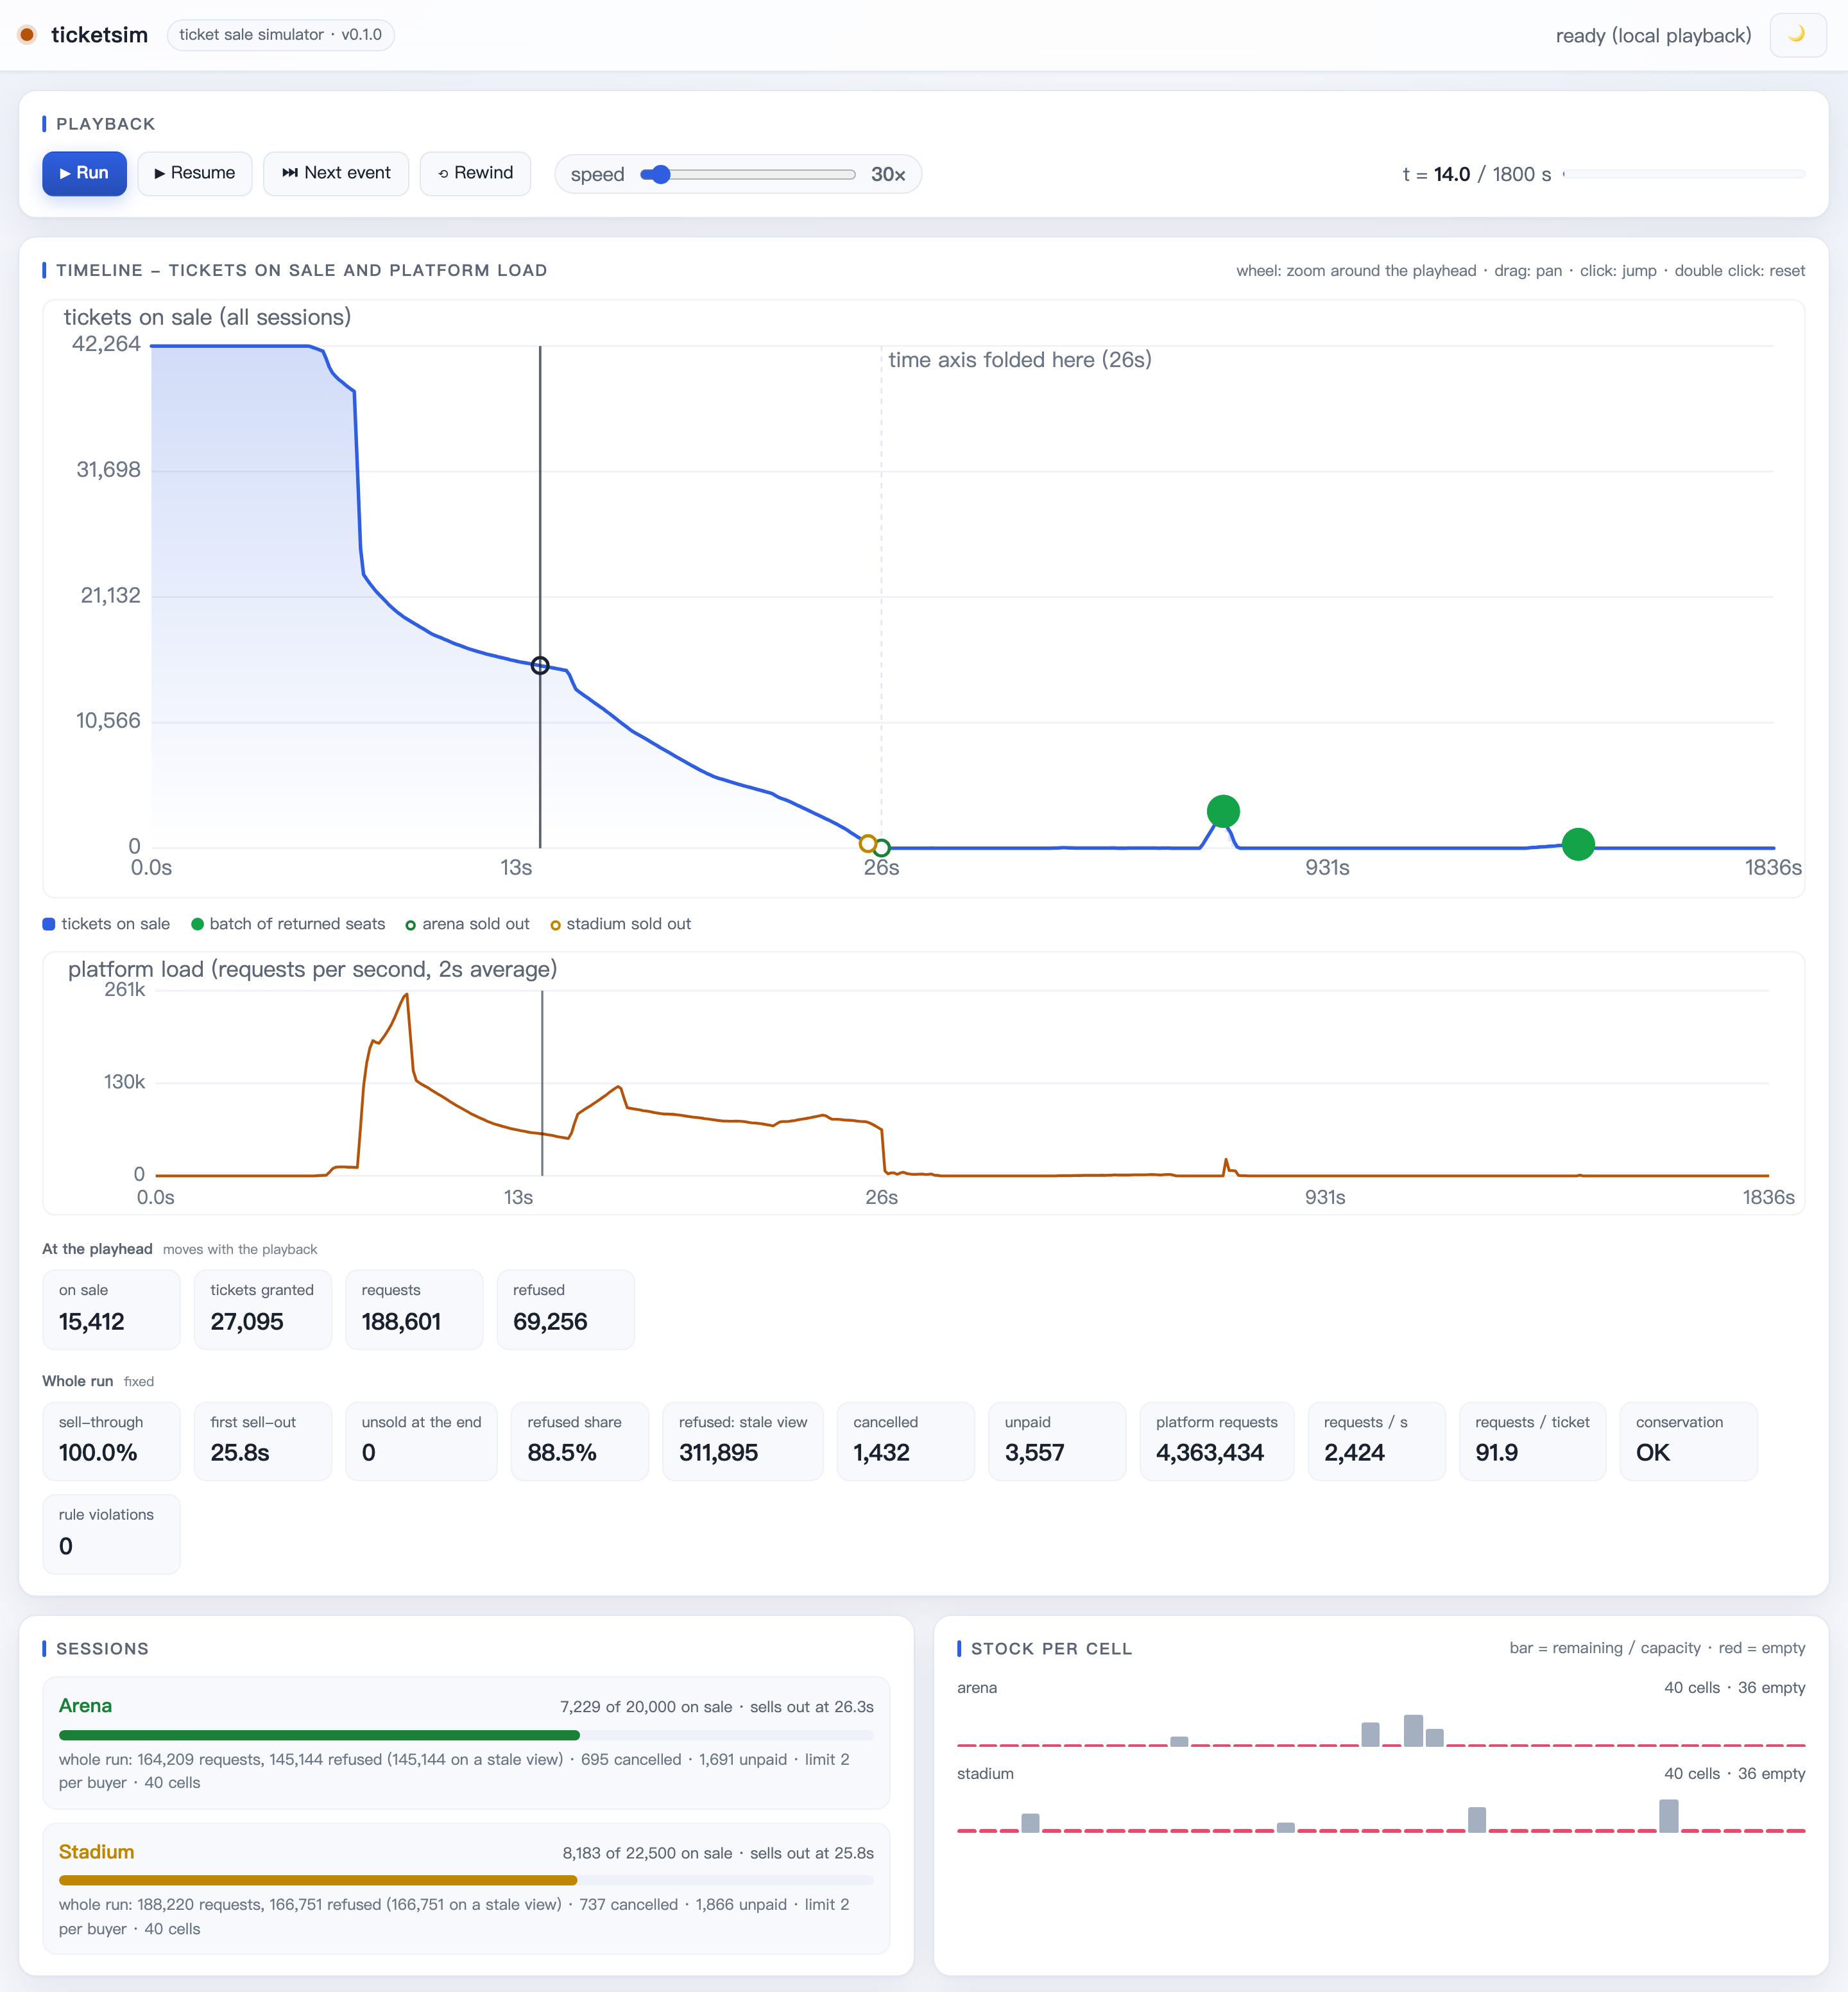 ticketsim
ticket sale simulator · v0.1.0
ready (local playback)
PLAYBACK
▶ Run
▶ Resume
⏭ Next event
⟲ Rewind
speed
30×
t = 14.0 / 1800 s
TIMELINE – TICKETS ON SALE AND PLATFORM LOAD
wheel: zoom around the playhead · drag: pan · click: jump · double click: reset
tickets on sale (all sessions)
42,264
time axis folded here (26s)
31,698
21,132
10,566
0
0.0s
13s
26s
931s
1836s
tickets on sale
batch of returned seats
arena sold out
stadium sold out
platform load (requests per second, 2s average)
261k
130k
0
0.0s
13s
26s
931s
1836s
At the playhead moves with the playback
on sale
15,412
tickets granted
27,095
requests
188,601
refused
69,256
Whole run fixed
sell-through
100.0%
first sell-out
25.8s
unsold at the end
0
refused share
88.5%
refused: stale view
311,895
cancelled
1,432
unpaid
3,557
platform requests
4,363,434
requests / s
2,424
requests / ticket
91.9
conservation
OK
rule violations
0
SESSIONS
Arena
7,229 of 20,000 on sale · sells out at 26.3s
whole run: 164,209 requests, 145,144 refused (145,144 on a stale view) · 695 cancelled · 1,691 unpaid · limit 2
per buyer · 40 cells
Stadium
8,183 of 22,500 on sale · sells out at 25.8s
whole run: 188,220 requests, 166,751 refused (166,751 on a stale view) · 737 cancelled · 1,866 unpaid · limit 2
per buyer · 40 cells
STOCK PER CELL
bar = remaining / capacity · red = empty
arena
40 cells · 36 empty
stadium
40 cells · 36 empty